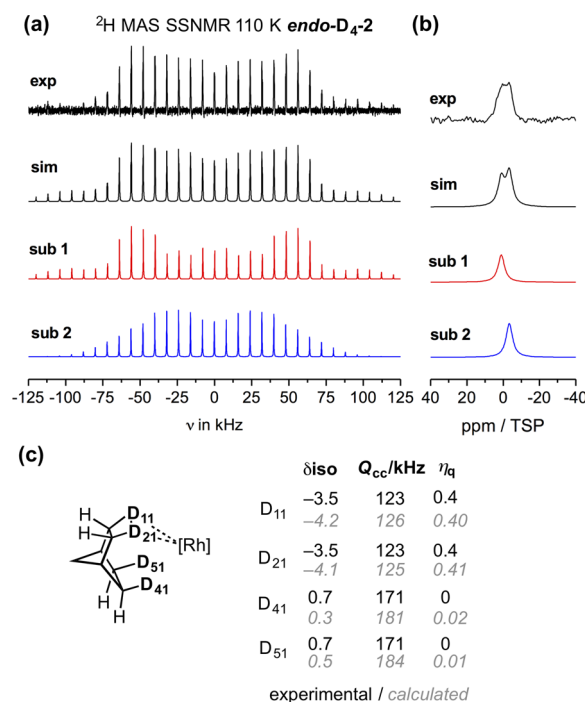 (a) ²H MAS SSNMR 110 K endo-D₄-2 (b)
exp
exp
sim
sim
sub 1
sub 1
sub 2
sub 2
-125 -100 -75 -50 -25 0 25 50 75 100 125
ν in kHz
40 20 0 -20 -40
ppm / TSP
(c)
δiso Qcc/kHz ηq
D₁₁ –3.5 123 0.4
–4.2 126 0.40
D₂₁ –3.5 123 0.4
–4.1 125 0.41
D₄₁ 0.7 171 0
0.3 181 0.02
D₅₁ 0.7 171 0
0.5 184 0.01
experimental / calculated
H D₁₁
H D₂₁ [Rh]
D₅₁
H D₄₁
H